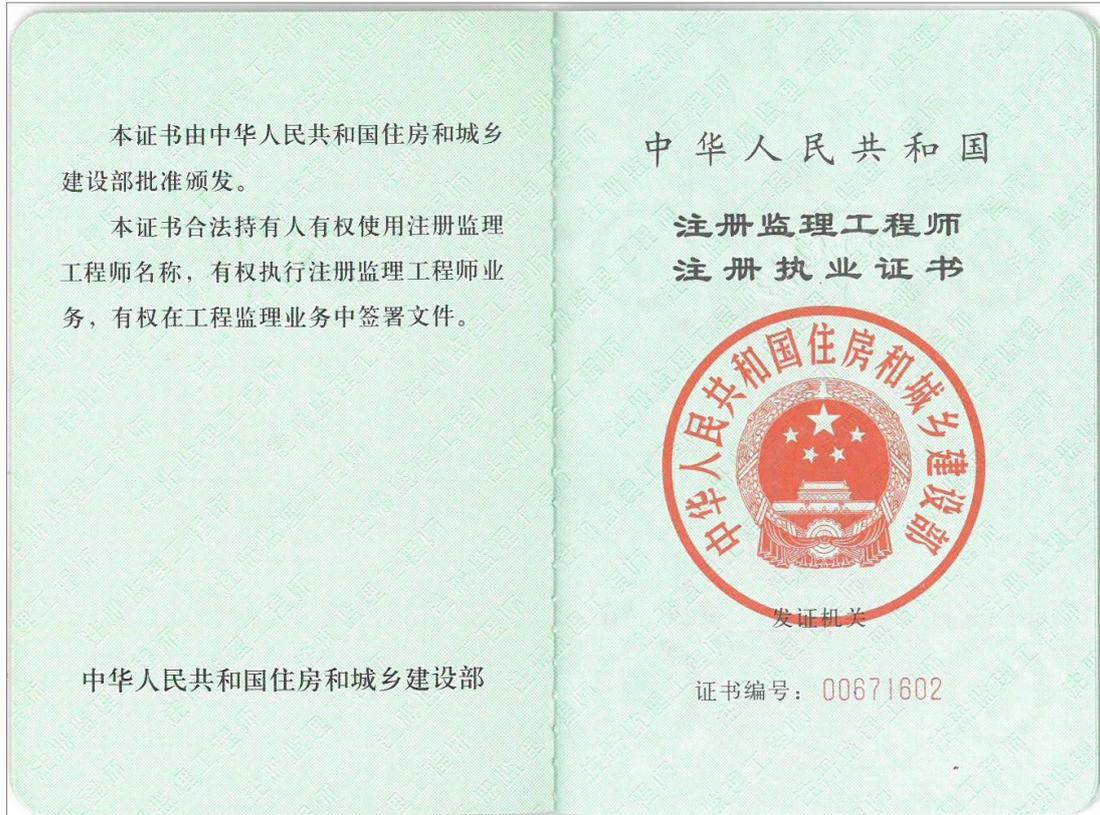 本证书由中华人民共和国住房和城乡
建设部批准颁发。
本证书合法持有人有权使用注册监理
工程师名称，有权执行注册监理工程师业
务，有权在工程监理业务中签署文件。
中华人民共和国住房和城乡建设部
中华人民共和国
注册监理工程师
注册执业证书
中华人民共和国住房和城乡建设部
发证机关
证书编号：00671602